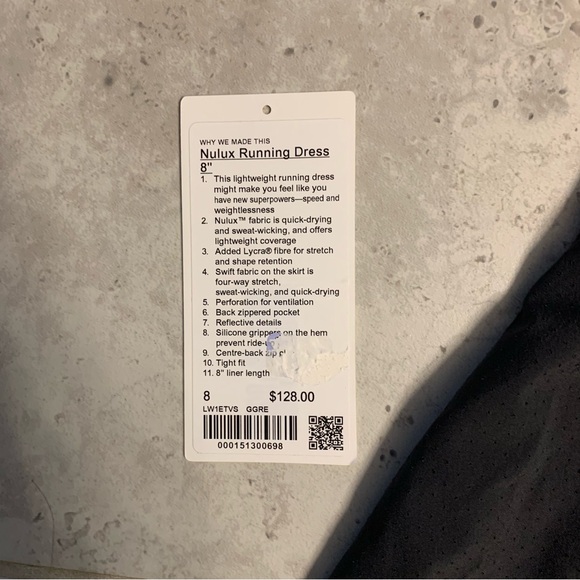 WHY WE MADE THIS
Nulux Running Dress
8"
1. This lightweight running dress
might make you feel like you
have new superpowers—speed and
weightlessness
2. Nulux™ fabric is quick-drying
and sweat-wicking, and offers
lightweight coverage
3. Added Lycra® fibre for stretch
and shape retention
4. Swift fabric on the skirt is
four-way stretch,
sweat-wicking, and quick-drying
5. Perforation for ventilation
6. Back zippered pocket
7. Reflective details
8. Silicone grippers on the hem
prevent ride-up
9. Centre-back zip
10. Tight fit
11. 8" liner length
8 $128.00
LW1ETVS GGRE
000151300698